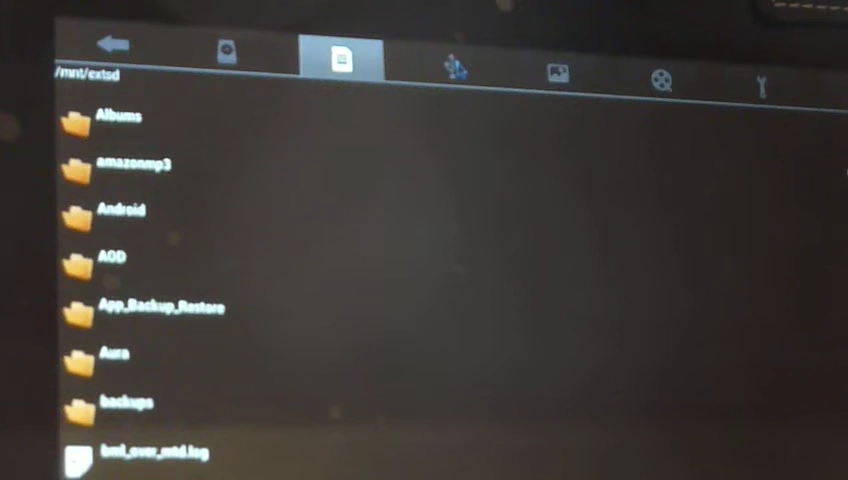 /mnt/extsd
Albums
amazonmp3
Android
AOD
App_Backup_Restore
Aura
backups
bml_over_mtd.log